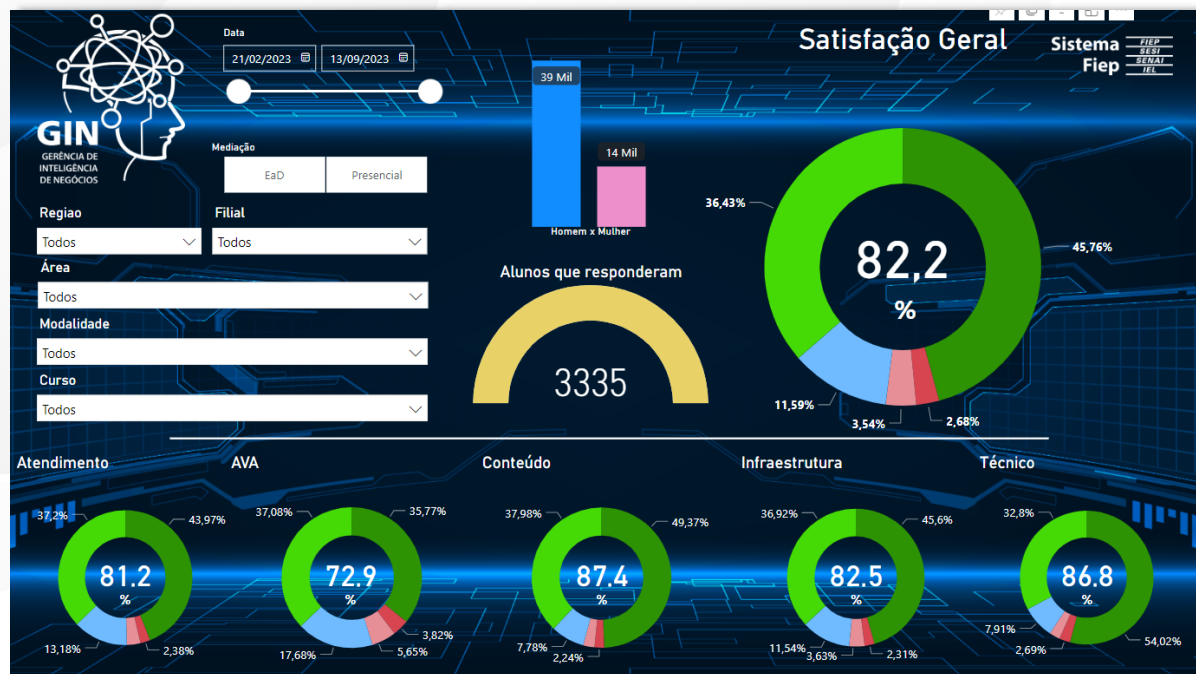 Data
21/02/2023
13/09/2023
GIN
GERÊNCIA DE
INTELIGÊNCIA
DE NEGÓCIOS
Mediação
EaD
Presencial
Regiao
Todos
Filial
Todos
Área
Todos
Modalidade
Todos
Curso
Todos
39 Mil
14 Mil
Homem x Mulher
Alunos que responderam
3335
Satisfação Geral
Sistema
Fiep
FIEP
SESI
SENAI
IEL
36,43%
45,76%
82,2
%
11,59%
3,54%
2,68%
Atendimento
37,2%
43,97%
81.2
%
13,18%
2,38%
AVA
37,08%
35,77%
72.9
%
17,68%
5,65%
3,82%
Conteúdo
37,98%
49,37%
87.4
%
7,78%
2,24%
Infraestrutura
36,92%
45,6%
82.5
%
11,54%
3,63%
2,31%
Técnico
32,8%
86.8
%
7,91%
2,69%
54,02%